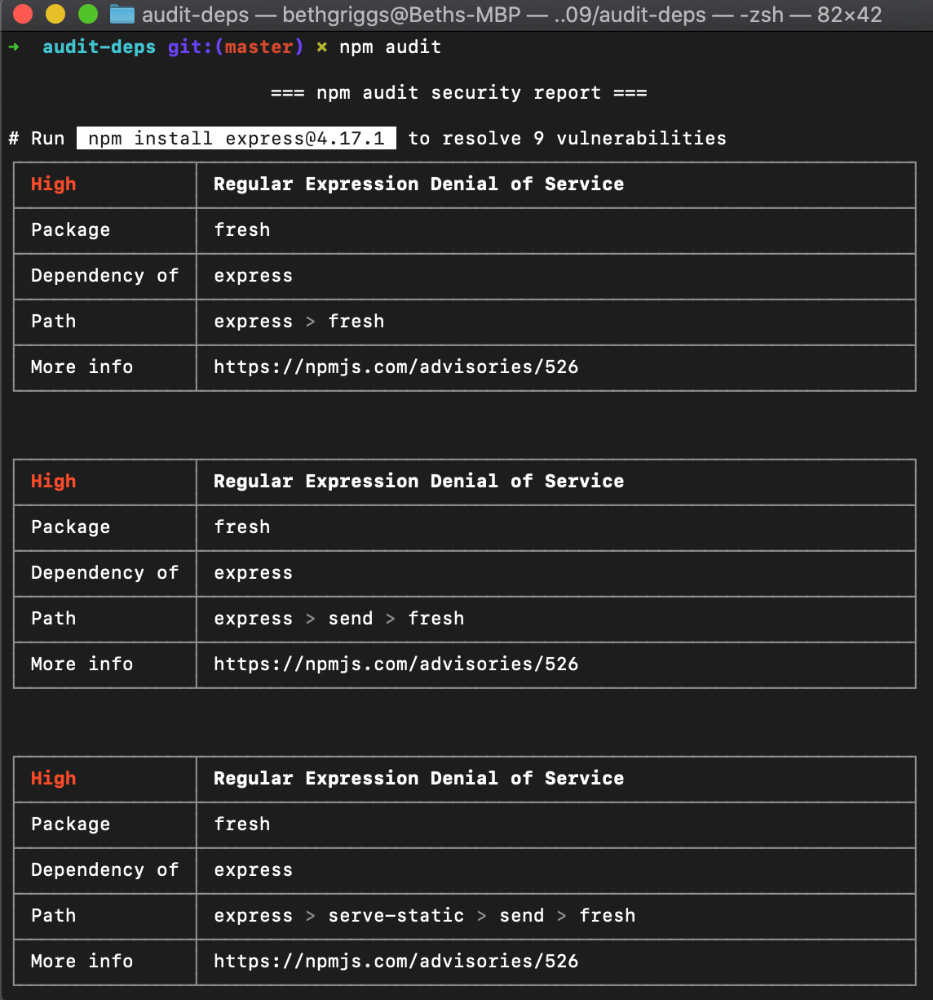 audit-deps — bethgriggs@Beths-MBP — ..09/audit-deps — -zsh — 82×42
➜ audit-deps git:(master) × npm audit
=== npm audit security report ===
# Run npm install express@4.17.1 to resolve 9 vulnerabilities
High Regular Expression Denial of Service
Package fresh
Dependency of express
Path express > fresh
More info https://npmjs.com/advisories/526
High Regular Expression Denial of Service
Package fresh
Dependency of express
Path express > send > fresh
More info https://npmjs.com/advisories/526
High Regular Expression Denial of Service
Package fresh
Dependency of express
Path express > serve-static > send > fresh
More info https://npmjs.com/advisories/526